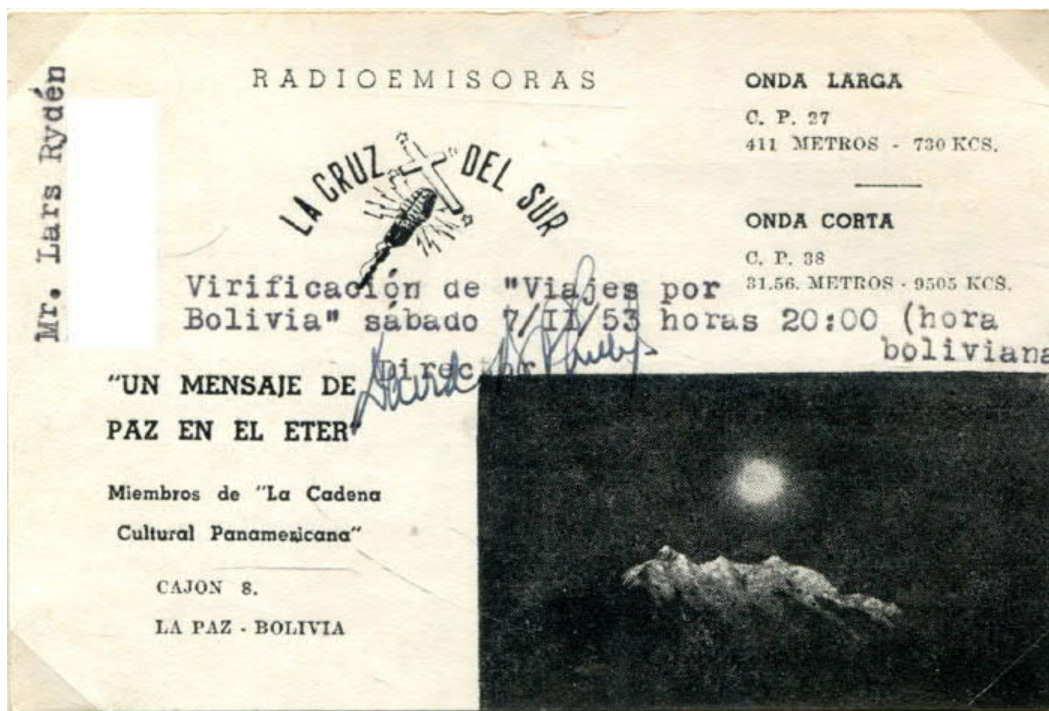 Mr. Lars Rydén
RADIOEMISORAS
LA CRUZ DEL SUR
ONDA LARGA
C. P. 27
411 METROS - 730 KCS.
ONDA CORTA
C. P. 38
31.56. METROS - 9505 KCS.
Virificación de "Viajes por
Bolivia" sábado 7/II/53 horas 20:00 (hora
boliviana
Director
"UN MENSAJE DE
PAZ EN EL ETER"
Miembros de "La Cadena
Cultural Panamericana"
CAJON 8.
LA PAZ - BOLIVIA